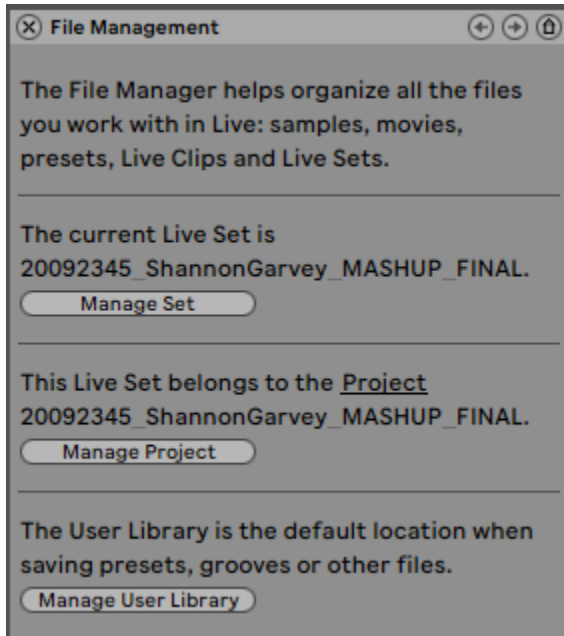 File Management
The File Manager helps organize all the files
you work with in Live: samples, movies,
presets, Live Clips and Live Sets.
The current Live Set is
20092345_ShannonGarvey_MASHUP_FINAL.
Manage Set
This Live Set belongs to the Project
20092345_ShannonGarvey_MASHUP_FINAL.
Manage Project
The User Library is the default location when
saving presets, grooves or other files.
Manage User Library